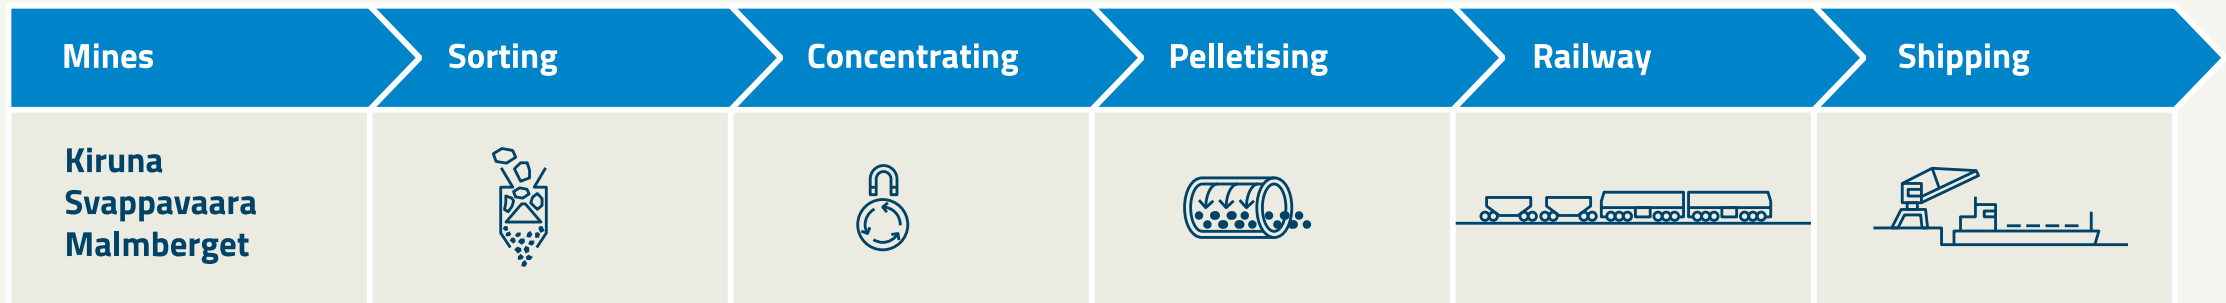 Mines
Sorting
Concentrating
Pelletising
Railway
Shipping
Kiruna
Svappavaara
Malmberget